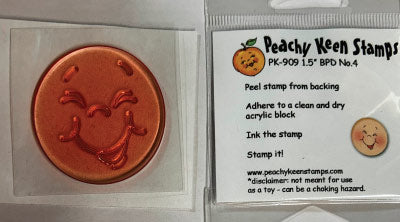 Peachy Keen Stamps
PK-909 1.5" BPD No.4
Peel stamp from backing
Adhere to a clean and dry
acrylic block
Ink the stamp
Stamp it!
www.peachykeenstamps.com
*disclaimer: not meant for use
as a toy - can be a choking hazard.